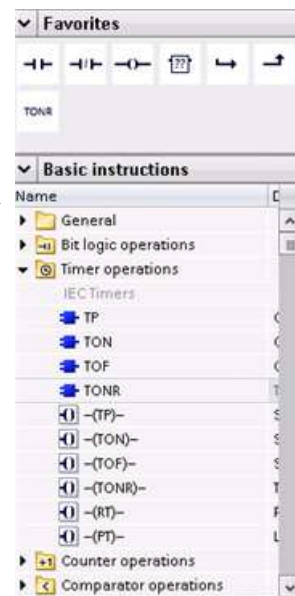 Favorites
??
TONR
Basic instructions
Name
General
Bit logic operations
Timer operations
IEC Timers
TP
TON
TOF
TONR
–(TP)–
–(TON)–
–(TOF)–
–(TONR)–
–(RT)–
–(PT)–
Counter operations
Comparator operations